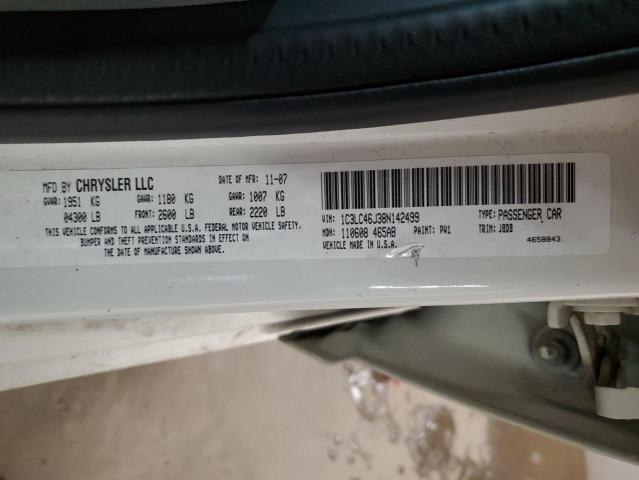 MFD BY CHRYSLER LLC DATE OF MFR: 11-07
GVWR: 1951 KG GAWR: 1180 KG GAWR: 1007 KG
04300 LB FRONT: 2600 LB REAR: 2220 LB
THIS VEHICLE CONFORMS TO ALL APPLICABLE U.S.A. FEDERAL MOTOR VEHICLE SAFETY,
BUMPER AND THEFT PREVENTION STANDARDS IN EFFECT ON
THE DATE OF MANUFACTURE SHOWN ABOVE.
VIN: 1C3LC46J38N142499 TYPE: PASSENGER CAR
MDH: 110608 465AB PAINT: PW1 TRIM: JBD8
VEHICLE MADE IN U.S.A. 4658843